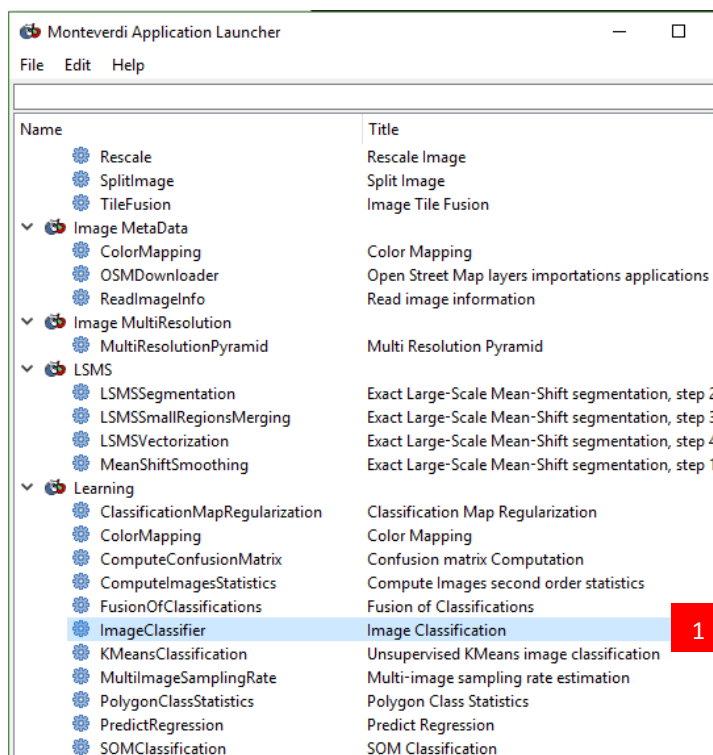 Monteverdi Application Launcher
File Edit Help
Name Title
Rescale Rescale Image
SplitImage Split Image
TileFusion Image Tile Fusion
Image MetaData
ColorMapping Color Mapping
OSMDownloader Open Street Map layers importations applications
ReadImageInfo Read image information
Image MultiResolution
MultiResolutionPyramid Multi Resolution Pyramid
LSMS
LSMSSegmentation Exact Large-Scale Mean-Shift segmentation, step 2
LSMSSmallRegionsMerging Exact Large-Scale Mean-Shift segmentation, step 3
LSMSVectorization Exact Large-Scale Mean-Shift segmentation, step 4
MeanShiftSmoothing Exact Large-Scale Mean-Shift segmentation, step 1
Learning
ClassificationMapRegularization Classification Map Regularization
ColorMapping Color Mapping
ComputeConfusionMatrix Confusion matrix Computation
ComputeImagesStatistics Compute Images second order statistics
FusionOfClassifications Fusion of Classifications
ImageClassifier Image Classification 1
KMeansClassification Unsupervised KMeans image classification
MultiImageSamplingRate Multi-image sampling rate estimation
PolygonClassStatistics Polygon Class Statistics
PredictRegression Predict Regression
SOMClassification SOM Classification